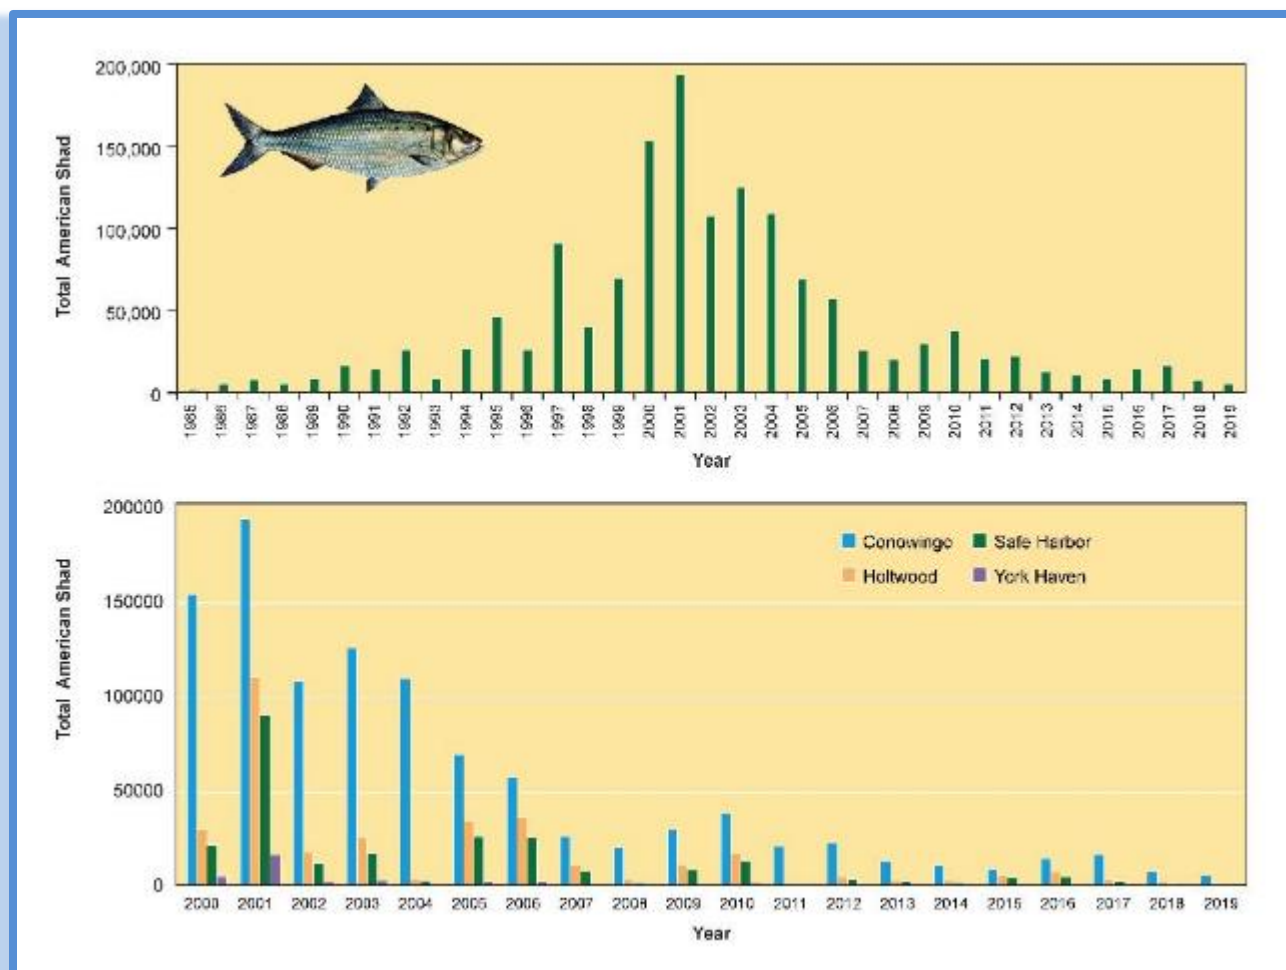 200,000
150,000
100,000
50,000
0
Total American Shad
1985 1986 1987 1988 1989 1990 1991 1992 1993 1994 1995 1996 1997 1998 1999 2000 2001 2002 2003 2004 2005 2006 2007 2008 2009 2010 2011 2012 2013 2014 2015 2016 2017 2018 2019
Year
200000
150000
100000
50000
0
Total American Shad
Conowingo Safe Harbor
Holtwood York Haven
2000 2001 2002 2003 2004 2005 2006 2007 2008 2009 2010 2011 2012 2013 2014 2015 2016 2017 2018 2019
Year